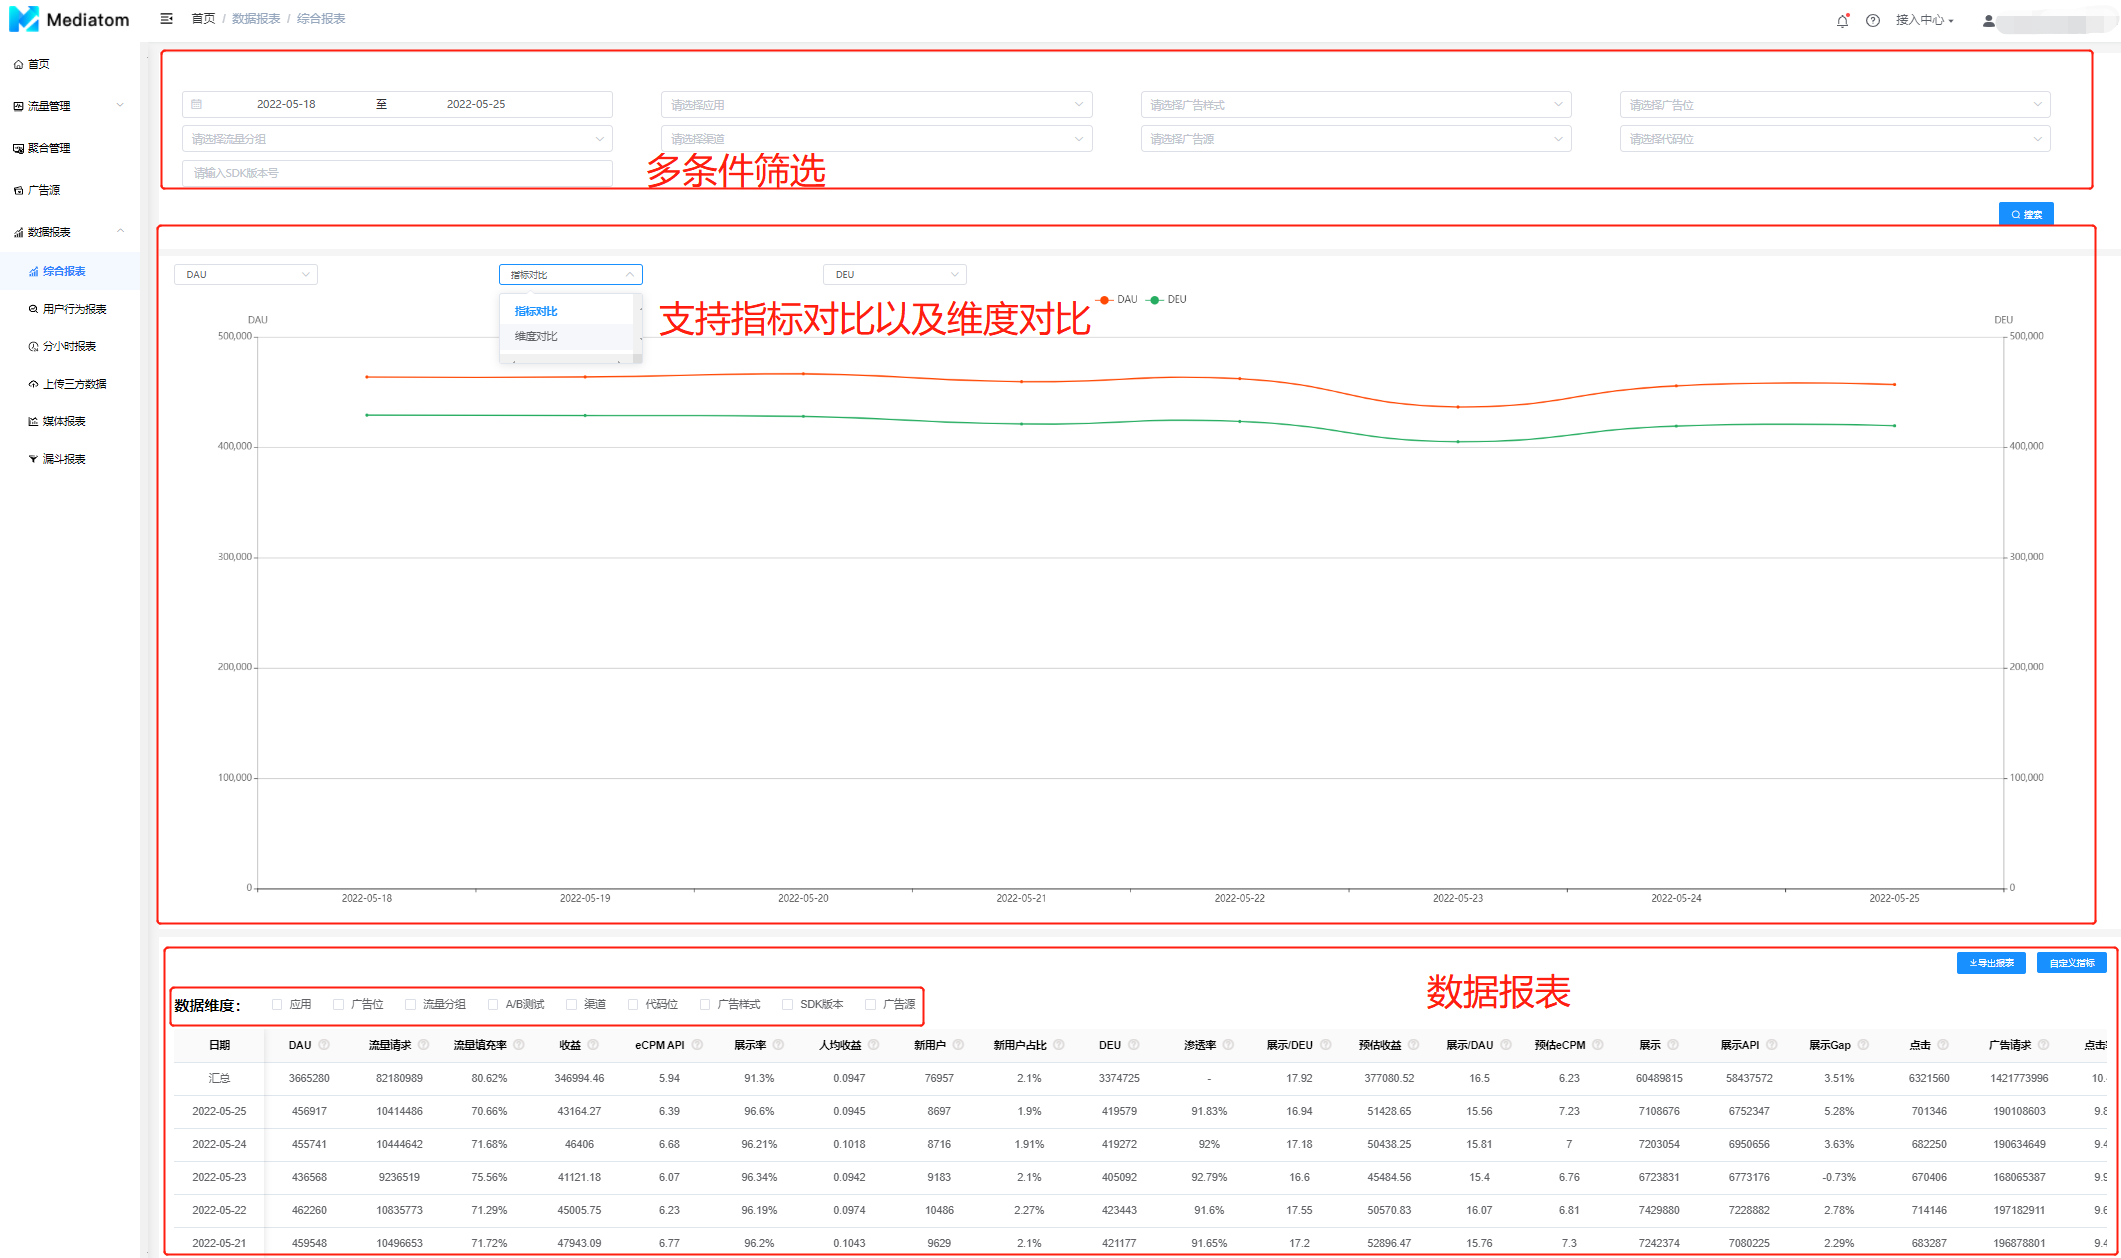 Mediatom
首页 / 数据报表 / 综合报表
接入中心
首页
流量管理
聚合管理
广告源
数据报表
综合报表
用户行为报表
分小时报表
上传三方数据
媒体报表
漏斗报表
2022-05-18 至 2022-05-25
请选择应用
请选择广告样式
请选择广告位
请选择流量分组
请选择渠道
请选择广告源
请选择代码位
请输入SDK版本号
多条件筛选
搜索
DAU
指标对比
DEU
指标对比
维度对比
支持指标对比以及维度对比
DAU DEU
DAU
DEU
500,000 500,000
400,000 400,000
300,000 300,000
200,000 200,000
100,000 100,000
0 0
2022-05-18 2022-05-19 2022-05-20 2022-05-21 2022-05-22 2022-05-23 2022-05-24 2022-05-25
导出报表 自定义指标
数据报表
数据维度： 应用 广告位 流量分组 A/B测试 渠道 代码位 广告样式 SDK版本 广告源
日期 DAU 流量请求 流量填充率 收益 eCPM API 展示率 人均收益 新用户 新用户占比 DEU 渗透率 展示/DEU 预估收益 展示/DAU 预估eCPM 展示 展示API 展示Gap 点击 广告请求 点击
汇总 3665280 82180989 80.62% 346994.46 5.94 91.3% 0.0947 76957 2.1% 3374725 - 17.92 377080.52 16.5 6.23 60489815 58437572 3.51% 6321560 1421773996 10.
2022-05-25 456917 10414486 70.66% 43164.27 6.39 96.6% 0.0945 8697 1.9% 419579 91.83% 16.94 51428.65 15.56 7.23 7108676 6752347 5.28% 701346 190108603 9.8
2022-05-24 455741 10444642 71.68% 46406 6.68 96.21% 0.1018 8716 1.91% 419272 92% 17.18 50438.25 15.81 7 7203054 6950656 3.63% 682250 190634649 9.4
2022-05-23 436568 9236519 75.56% 41121.18 6.07 96.34% 0.0942 9183 2.1% 405092 92.79% 16.6 45484.56 15.4 6.76 6723831 6773176 -0.73% 670406 168065387 9.9
2022-05-22 462260 10835773 71.29% 45005.75 6.23 96.19% 0.0974 10486 2.27% 423443 91.6% 17.55 50570.83 16.07 6.81 7429880 7228882 2.78% 714146 197182911 9.6
2022-05-21 459548 10496653 71.72% 47943.09 6.77 96.2% 0.1043 9629 2.1% 421177 91.65% 17.2 52896.47 15.76 7.3 7242374 7080225 2.29% 683287 196878801 9.4